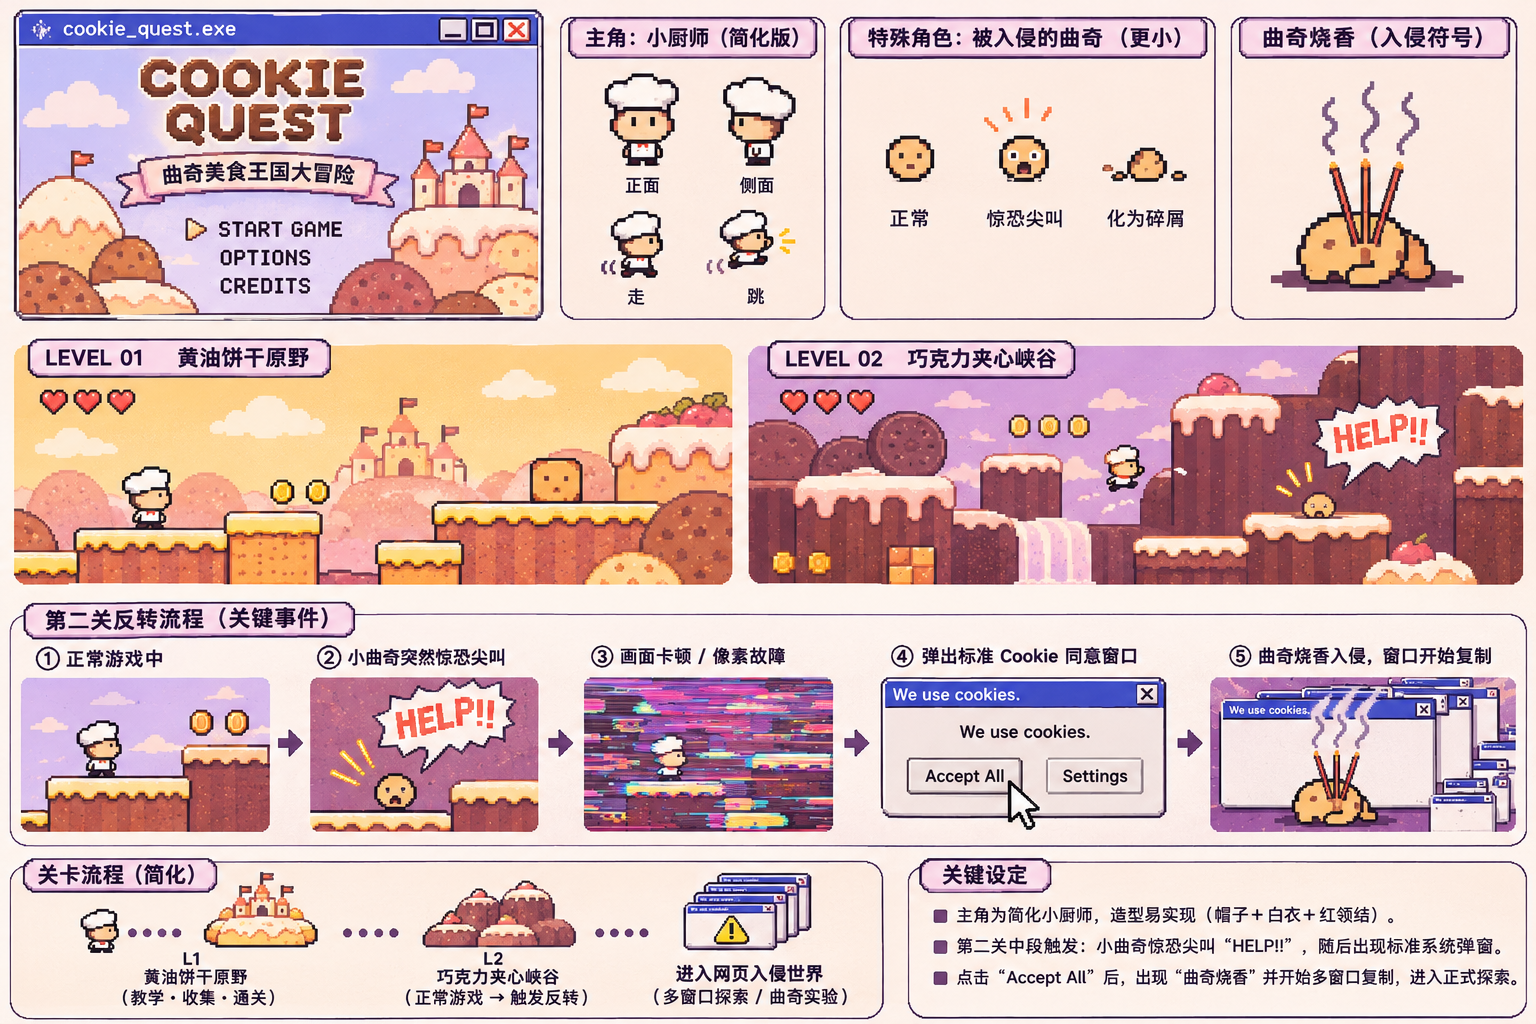 cookie_quest.exe
COOKIE
QUEST
曲奇美食王国大冒险
START GAME
OPTIONS
CREDITS
主角：小厨师（简化版）
正面
侧面
走
跳
特殊角色：被入侵的曲奇（更小）
正常
惊恐尖叫
化为碎屑
曲奇烧香（入侵符号）
LEVEL 01 黄油饼干原野
LEVEL 02 巧克力夹心峡谷
HELP!!
第二关反转流程（关键事件）
① 正常游戏中
② 小曲奇突然惊恐尖叫
HELP!!
③ 画面卡顿 / 像素故障
④ 弹出标准 Cookie 同意窗口
We use cookies.
We use cookies.
Accept All
Settings
⑤ 曲奇烧香入侵，窗口开始复制
We use cookies.
关卡流程（简化）
L1
黄油饼干原野
（教学·收集·通关）
L2
巧克力夹心峡谷
（正常游戏 → 触发反转）
进入网页入侵世界
（多窗口探索 / 曲奇实验）
关键设定
主角为简化小厨师，造型易实现（帽子＋白衣＋红领结）。
第二关中段触发：小曲奇惊恐尖叫“HELP!!”，随后出现标准系统弹窗。
点击“Accept All”后，出现“曲奇烧香”并开始多窗口复制，进入正式探索。